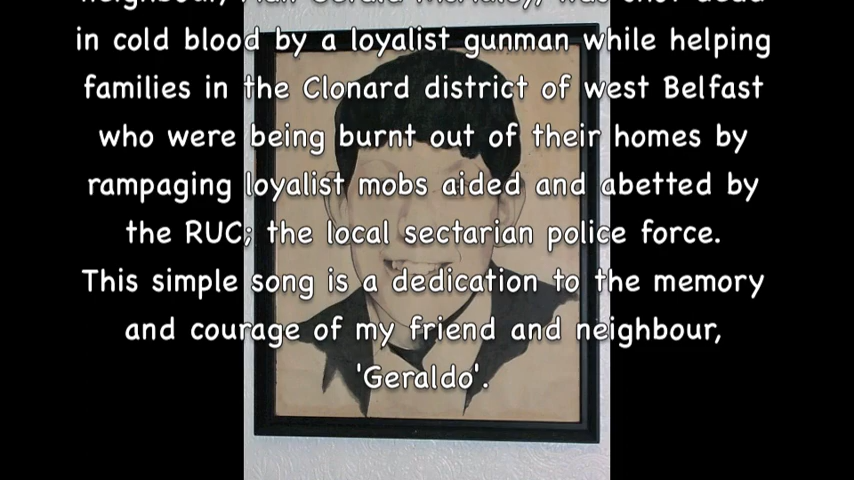 in cold blood by a loyalist gunman while helping
families in the Clonard district of west Belfast
who were being burnt out of their homes by
rampaging loyalist mobs aided and abetted by
the RUC; the local sectarian police force.
This simple song is a dedication to the memory
and courage of my friend and neighbour,
'Geraldo'.